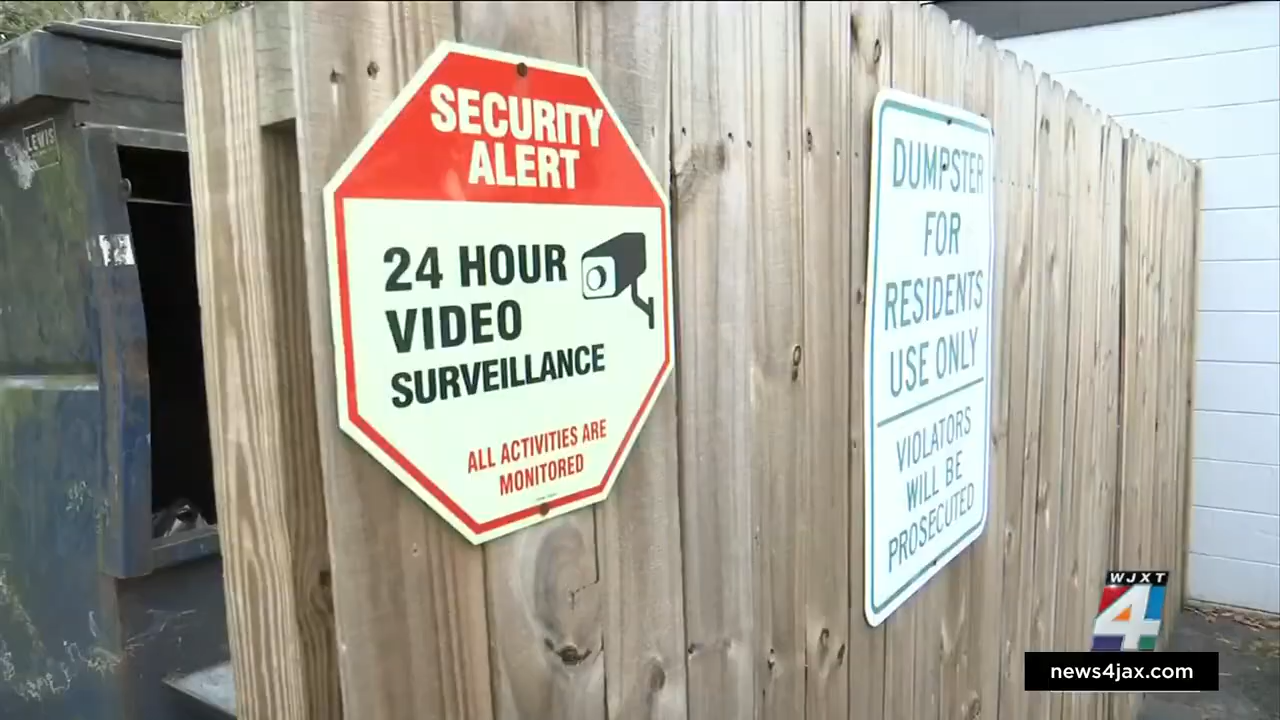 LEWIS
SECURITY
ALERT
24 HOUR
VIDEO
SURVEILLANCE
ALL ACTIVITIES ARE
MONITORED
DUMPSTER
FOR
RESIDENTS
USE ONLY
VIOLATORS
WILL BE
PROSECUTED
WJXT
4
news4jax.com